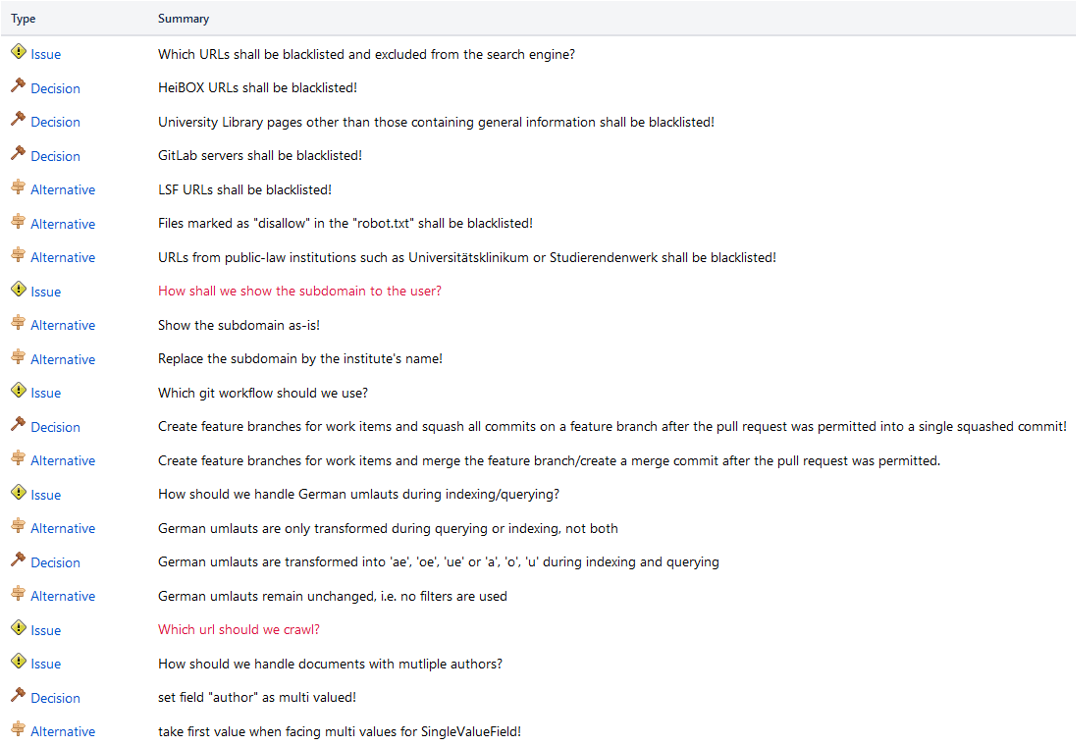 Type Summary
Issue Which URLs shall be blacklisted and excluded from the search engine?
Decision HeiBOX URLs shall be blacklisted!
Decision University Library pages other than those containing general information shall be blacklisted!
Decision GitLab servers shall be blacklisted!
Alternative LSF URLs shall be blacklisted!
Alternative Files marked as "disallow" in the "robot.txt" shall be blacklisted!
Alternative URLs from public-law institutions such as Universitätsklinikum or Studierendenwerk shall be blacklisted!
Issue How shall we show the subdomain to the user?
Alternative Show the subdomain as-is!
Alternative Replace the subdomain by the institute's name!
Issue Which git workflow should we use?
Decision Create feature branches for work items and squash all commits on a feature branch after the pull request was permitted into a single squashed commit!
Alternative Create feature branches for work items and merge the feature branch/create a merge commit after the pull request was permitted.
Issue How should we handle German umlauts during indexing/querying?
Alternative German umlauts are only transformed during querying or indexing, not both
Decision German umlauts are transformed into 'ae', 'oe', 'ue' or 'a', 'o', 'u' during indexing and querying
Alternative German umlauts remain unchanged, i.e. no filters are used
Issue Which url should we crawl?
Issue How should we handle documents with mutliple authors?
Decision set field "author" as multi valued!
Alternative take first value when facing multi values for SingleValueField!